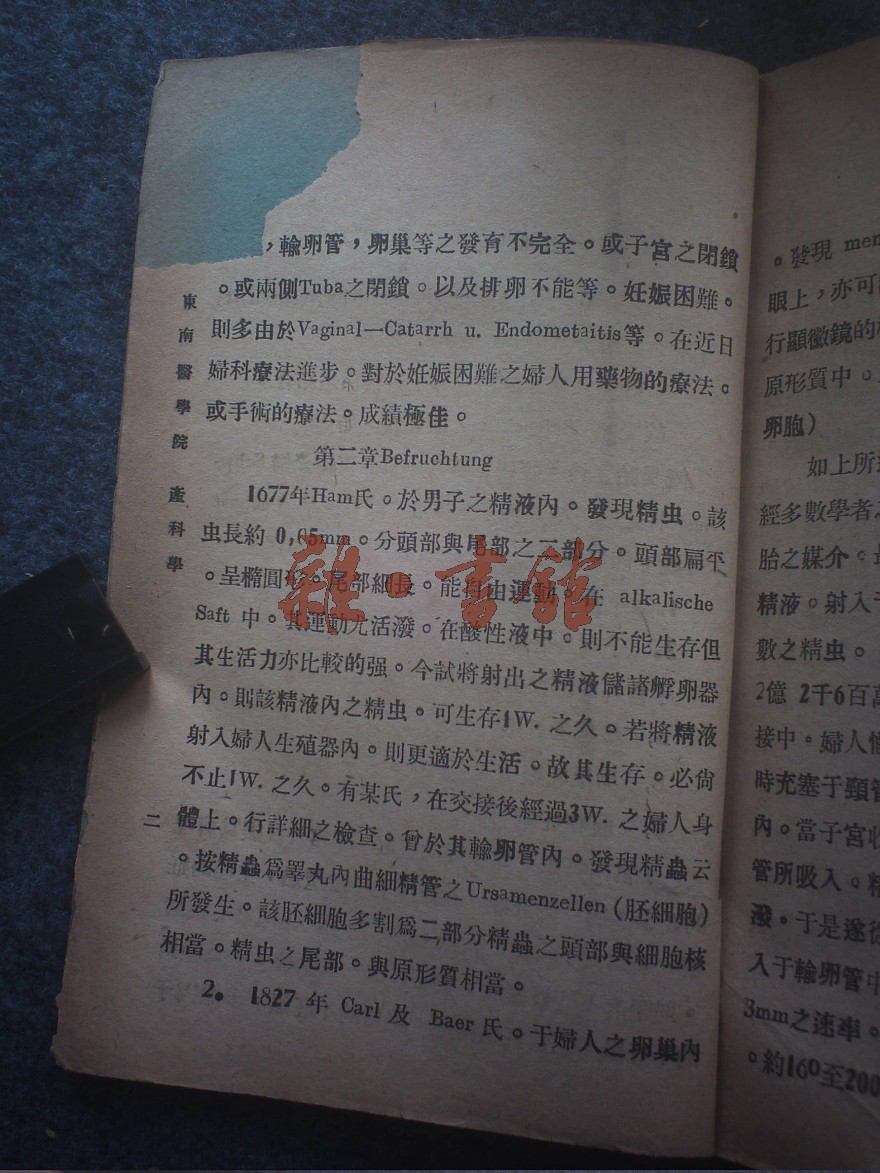 ，輸卵管，卵巢等之發育不完全。或子宮之閉鎖
。或兩側Tuba之閉鎖。以及排卵不能等。妊娠困難。
則多由於Vaginal—Catarrh u. Endometaitis等。在近日
婦科療法進步。對於妊娠困難之婦人用藥物的療法。
或手術的療法。成績極佳。
第二章Befruchtung
1677年Ham氏。於男子之精液內。發現精虫。該
虫長約 0,05mm。分頭部與尾部之二部分。頭部扁平
。呈橢圓形。尾部細長。能自由運動。在 alkalische
Saft 中。其運動尤活潑。在酸性液中。則不能生存但
其生活力亦比較的强。今試將射出之精液儲諸孵卵器
內。則該精液內之精虫。可生存1W. 之久。若將精液
射入婦人生殖器內。則更適於生活。故其生存。必尙
不止1W. 之久。有某氏，在交接後經過3W. 之婦人身
體上。行詳細之檢查。曾於其輸卵管內。發現精蟲云
。按精蟲爲睪丸內曲細精管之Ursamenzellen (胚細胞)
所發生。該胚細胞多割爲二部分精蟲之頭部與細胞核
相當。精虫之尾部。與原形質相當。
2。 1827 年 Carl 及 Baer 氏。于婦人之卵巢內
東南醫學院 產科學
二
。發現 men
眼上，亦可
行顯微鏡的
原形質中。
卵胞)
如上所
經多數學者
胎之媒介。
精液。射入
數之精虫。
2億 2千6百萬
接中。婦人
時充塞于頸管
內。當子宮收
管所吸入。精
潑。于是遂從
入于輸卵管中
3mm之速率。
。約160至200
雜·書館